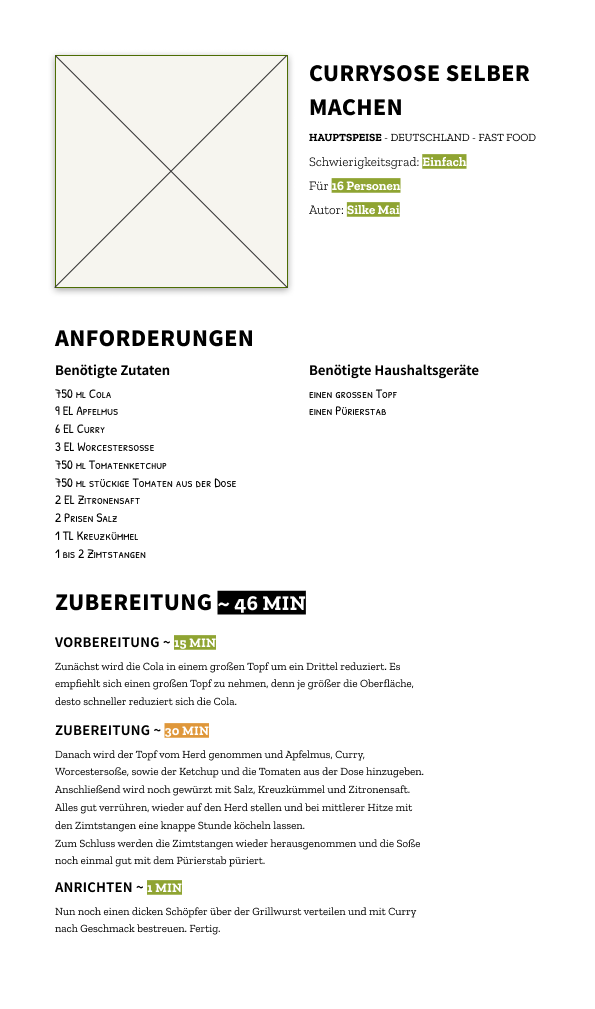 CURRYSOSE SELBER
MACHEN
HAUPTSPEISE - DEUTSCHLAND - FAST FOOD
Schwierigkeitsgrad: Einfach
Für 16 Personen
Autor: Silke Mai
ANFORDERUNGEN
Benötigte Zutaten
750 ml Cola
9 EL Apfelmus
6 EL Curry
3 EL Worcestersosse
750 ml Tomatenketchup
750 ml stückige Tomaten aus der Dose
2 EL Zitronensaft
2 Prisen Salz
1 TL Kreuzkümmel
1 bis 2 Zimtstangen
Benötigte Haushaltsgeräte
einen grossen Topf
einen Pürierstab
ZUBEREITUNG ~ 46 MIN
VORBEREITUNG ~ 15 MIN
Zunächst wird die Cola in einem großen Topf um ein Drittel reduziert. Es
empfiehlt sich einen großen Topf zu nehmen, denn je größer die Oberfläche,
desto schneller reduziert sich die Cola.
ZUBEREITUNG ~ 30 MIN
Danach wird der Topf vom Herd genommen und Apfelmus, Curry,
Worcestersoße, sowie der Ketchup und die Tomaten aus der Dose hinzugeben.
Anschließend wird noch gewürzt mit Salz, Kreuzkümmel und Zitronensaft.
Alles gut verrühren, wieder auf den Herd stellen und bei mittlerer Hitze mit
den Zimtstangen eine knappe Stunde köcheln lassen.
Zum Schluss werden die Zimtstangen wieder herausgenommen und die Soße
noch einmal gut mit dem Pürierstab püriert.
ANRICHTEN ~ 1 MIN
Nun noch einen dicken Schöpfer über der Grillwurst verteilen und mit Curry
nach Geschmack bestreuen. Fertig.